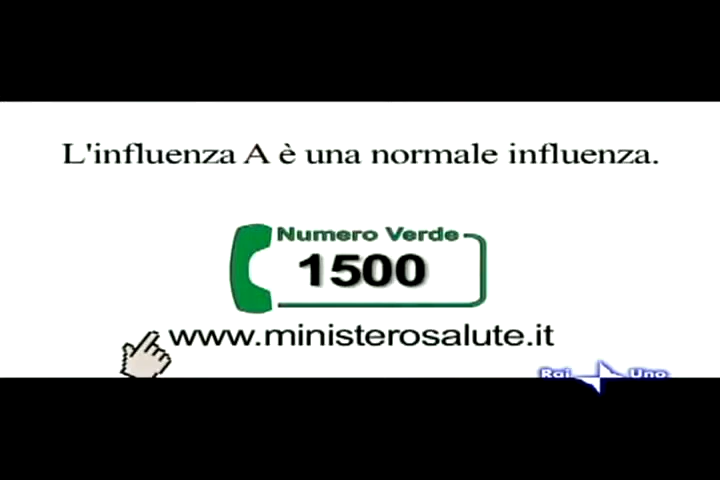 L'influenza A è una normale influenza.
Numero Verde
1500
www.ministerosalute.it
Rai Uno